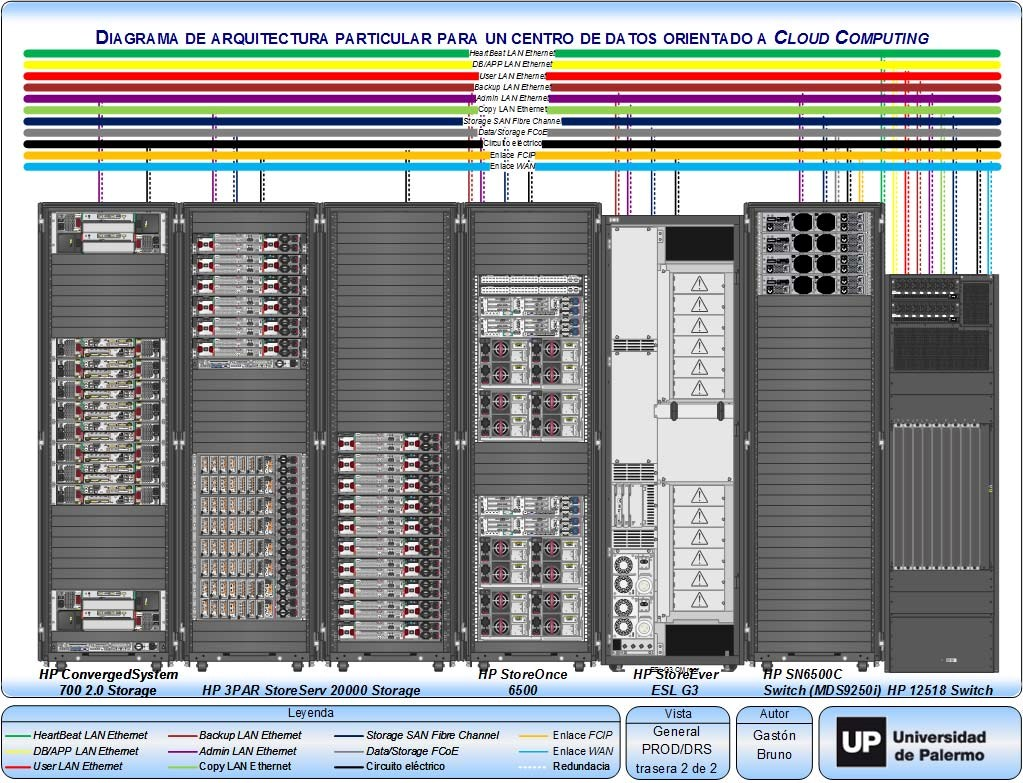 DIAGRAMA DE ARQUITECTURA PARTICULAR PARA UN CENTRO DE DATOS ORIENTADO A CLOUD COMPUTING
HeartBeat LAN Ethernet
DB/APP LAN Ethernet
User LAN Ethernet
Backup LAN Ethernet
Admin LAN Ethernet
Copy LAN Ethernet
Storage SAN Fibre Channel
Data/Storage FCoE
Circuito eléctrico
Enlace FCIP
Enlace WAN
HP ConvergedSystem
700 2.0 Storage
HP 3PAR StoreServ 20000 Storage
HP StoreOnce
6500
HP StoreEver
ESL G3
HP SN6500C
Switch (MDS9250i)
HP 12518 Switch
Leyenda
HeartBeat LAN Ethernet
DB/APP LAN Ethernet
User LAN Ethernet
Backup LAN Ethernet
Admin LAN Ethernet
Copy LAN Ethernet
Storage SAN Fibre Channel
Data/Storage FCoE
Circuito eléctrico
Enlace FCIP
Enlace WAN
Redundacia
Vista
General
PROD/DRS
trasera 2 de 2
Autor
Gastón
Bruno
UP
Universidad
de Palermo